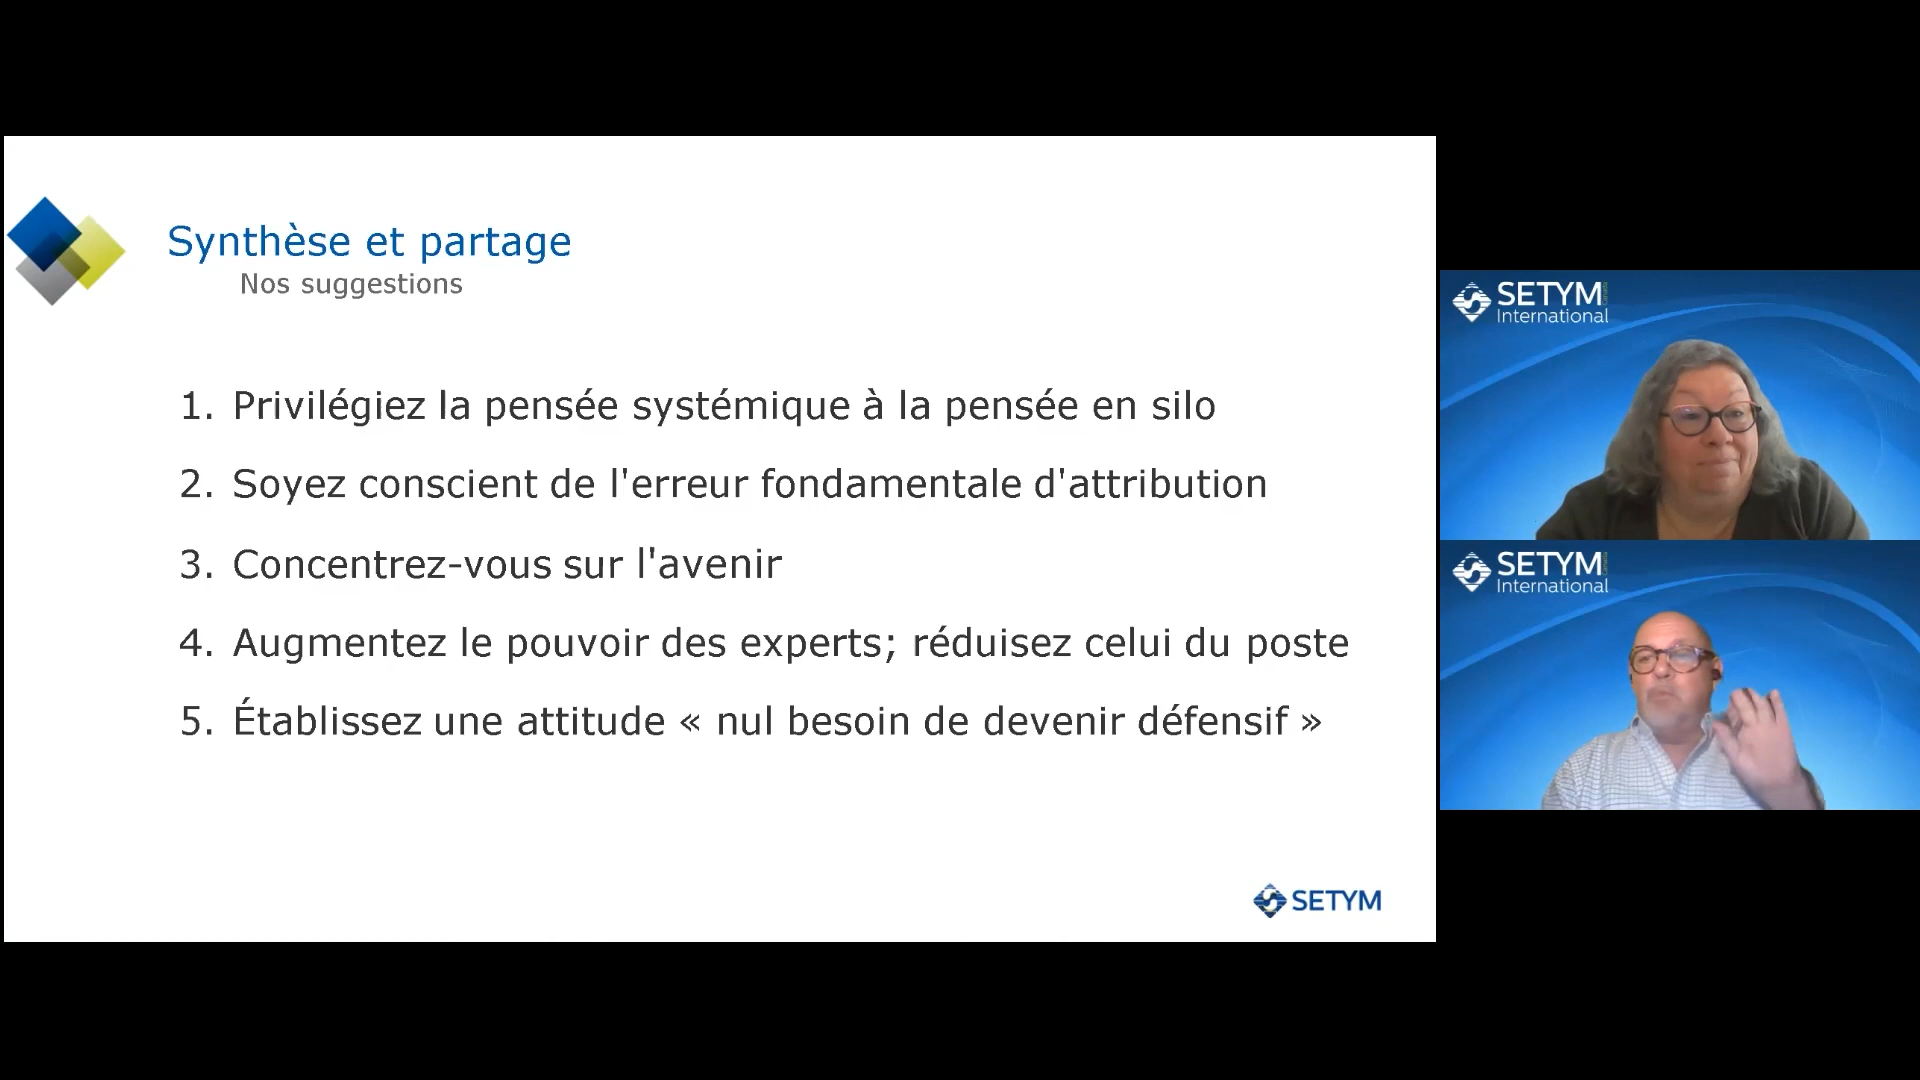 Synthèse et partage
Nos suggestions
1. Privilégiez la pensée systémique à la pensée en silo
2. Soyez conscient de l'erreur fondamentale d'attribution
3. Concentrez-vous sur l'avenir
4. Augmentez le pouvoir des experts; réduisez celui du poste
5. Établissez une attitude « nul besoin de devenir défensif »
SETYM
SETYM
International
SETYM
International